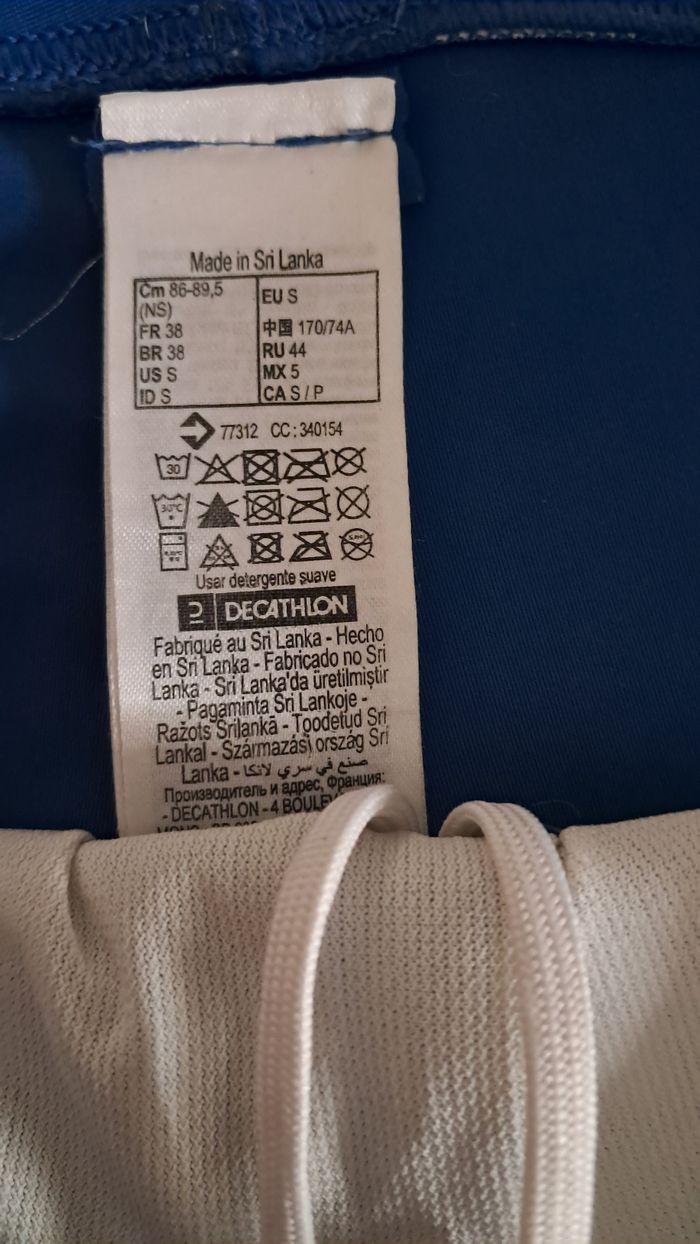 Made in Sri Lanka
Cm 86-89,5
(NS)
FR 38
BR 38
US S
ID S
EU S
中国 170/74A
RU 44
MX 5
CA S / P
77312 CC : 340154
30
30°C
Usar detergente suave
DECATHLON
Fabriqué au Sri Lanka - Hecho
en Sri Lanka - Fabricado no Sri
Lanka - Sri Lanka'da üretilmiştir
- Pagaminta Sri Lankoje -
Ražots Šrilankā - Toodetud Sri
Lankal - Származási ország Sri
Lanka - صنع في سري لانكا
Производитель и адрес, Франция:
- DECATHLON - 4 BOULEV